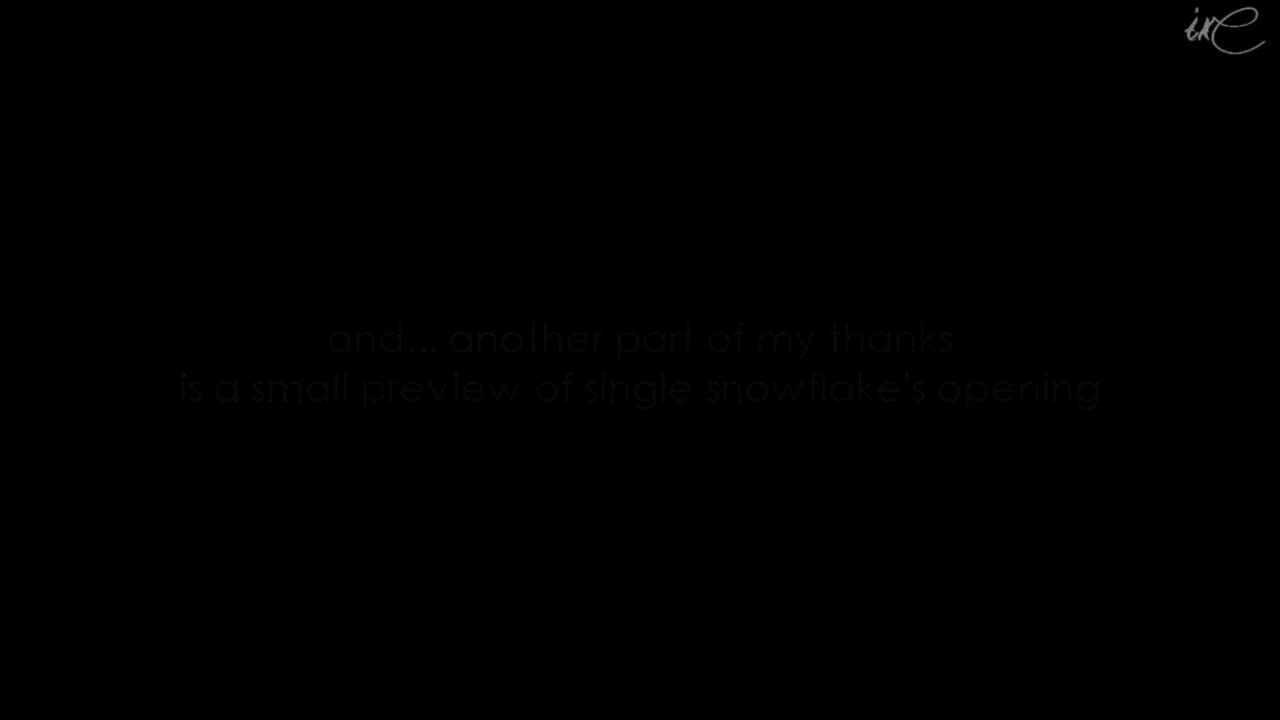 and... another part of my thanks
is a small preview of single snowflake's opening